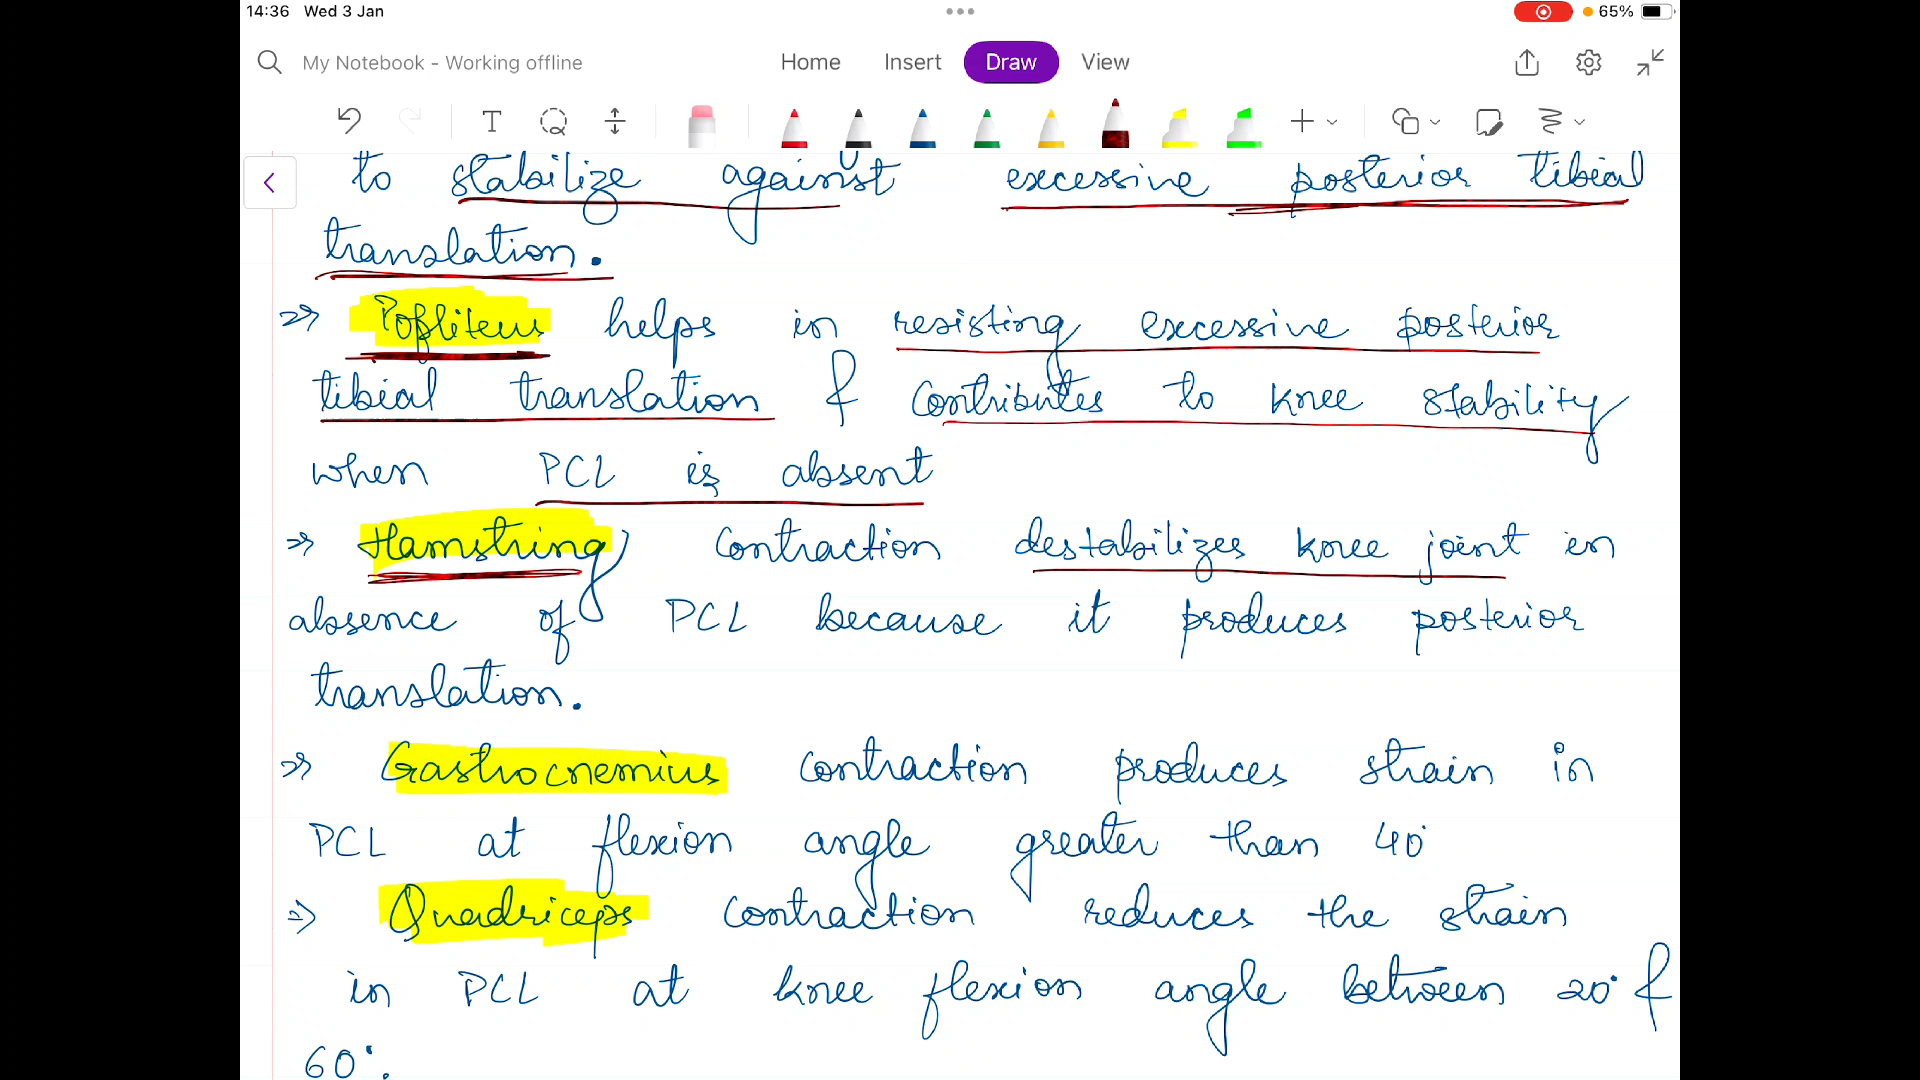 14:36 Wed 3 Jan
65%
My Notebook - Working offline
Home Insert Draw View
to stabilize against excessive posterior tibial
translation.
=> Popliteus helps in resisting excessive posterior
tibial translation & contributes to knee stability
when PCL is absent
=> Hamstring contraction destabilizes knee joint in
absence of PCL because it produces posterior
translation.
=> Gastrocnemius contraction produces strain in
PCL at flexion angle greater than 40°
=> Quadriceps contraction reduces the strain
in PCL at knee flexion angle between 20° &
60°.